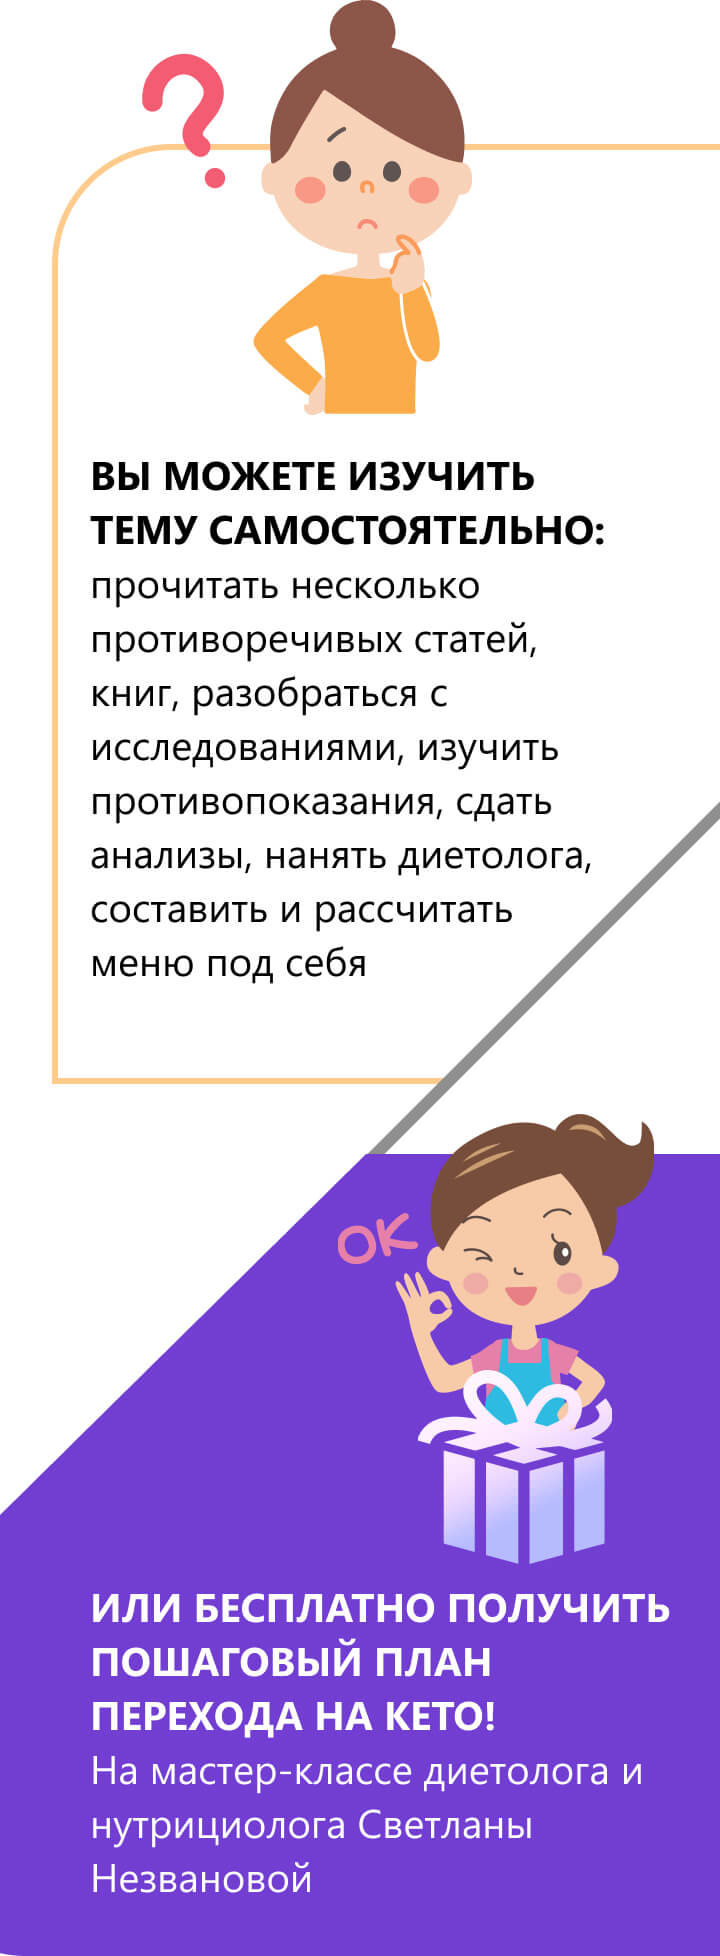 ?
ВЫ МОЖЕТЕ ИЗУЧИТЬ
ТЕМУ САМОСТОЯТЕЛЬНО:
прочитать несколько
противоречивых статей,
книг, разобраться с
исследованиями, изучить
противопоказания, сдать
анализы, нанять диетолога,
составить и рассчитать
меню под себя
OK
ИЛИ БЕСПЛАТНО ПОЛУЧИТЬ
ПОШАГОВЫЙ ПЛАН
ПЕРЕХОДА НА КЕТО!
На мастер-классе диетолога и
нутрициолога Светланы
Незвановой